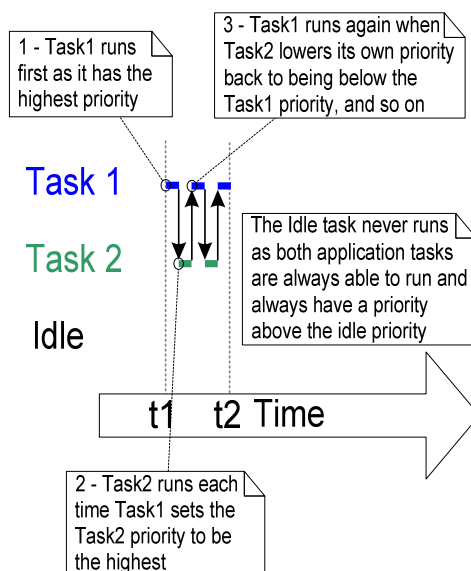 1 - Task1 runs
first as it has the
highest priority
3 - Task1 runs again when
Task2 lowers its own priority
back to being below the
Task1 priority, and so on
Task 1
Task 2
The Idle task never runs
as both application tasks
are always able to run and
always have a priority
above the idle priority
Idle
t1 t2 Time
2 - Task2 runs each
time Task1 sets the
Task2 priority to be
the highest